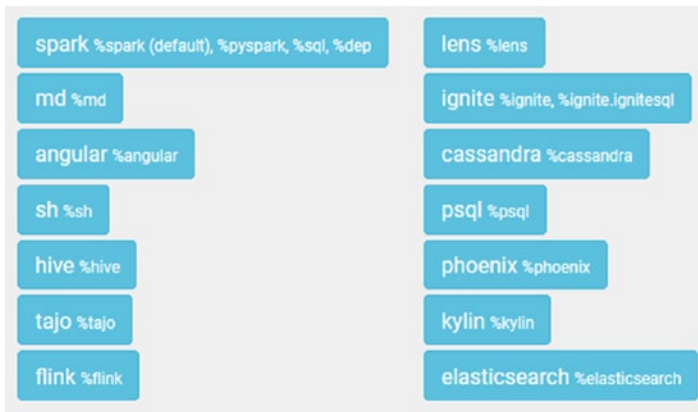 spark %spark (default), %pyspark, %sql, %dep
md %md
angular %angular
sh %sh
hive %hive
tajo %tajo
flink %flink
lens %lens
ignite %ignite, %ignite.ignitesql
cassandra %cassandra
psql %psql
phoenix %phoenix
kylin %kylin
elasticsearch %elasticsearch